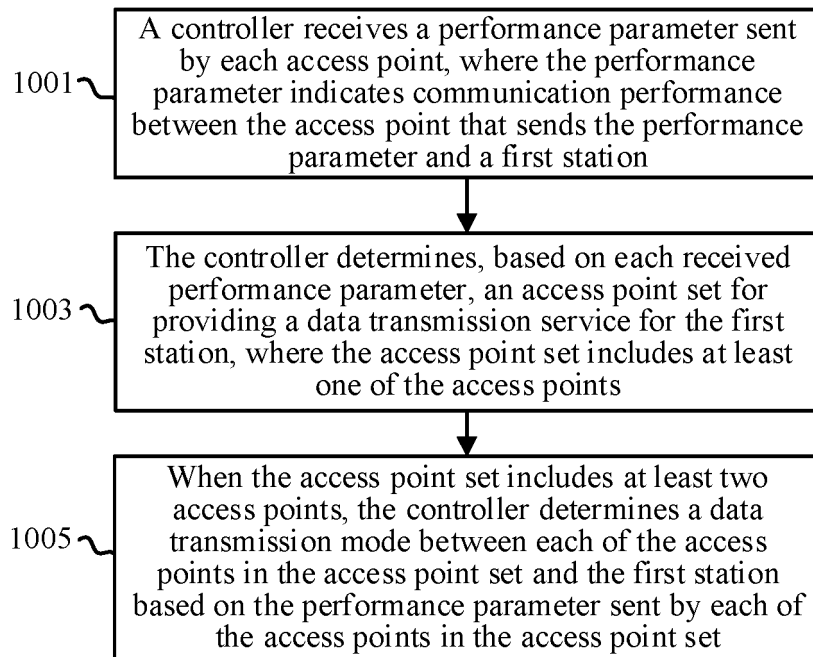 A controller receives a performance parameter sent
by each access point, where the performance
1001
parameter indicates communication performance
between the access point that sends the performance
parameter and a first station
The controller determines, based on each received
performance parameter, an access point set for
1003
providing a data transmission service for the first
station, where the access point set includes at least
one of the access points
When the access point set includes at least two
access points, the controller determines a data
1005
transmission mode between each of the access
points in the access point set and the first station
based on the performance parameter sent by each of
the access points in the access point set